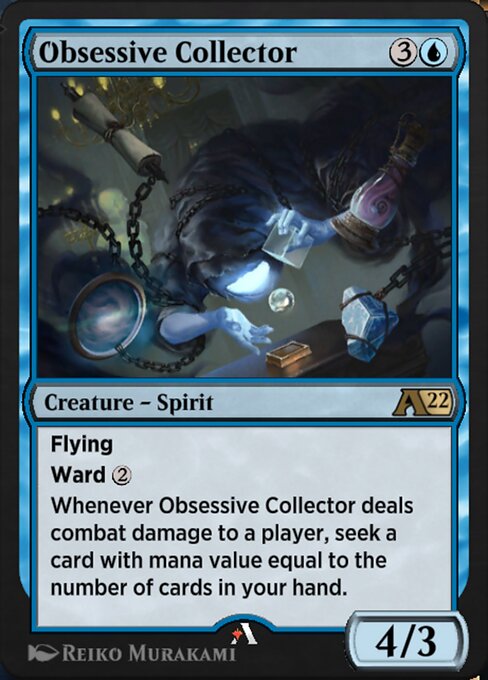 Obsessive Collector 3
Creature – Spirit A22
Flying
Ward 2
Whenever Obsessive Collector deals
combat damage to a player, seek a
card with mana value equal to the
number of cards in your hand.
4/3
Reiko Murakami